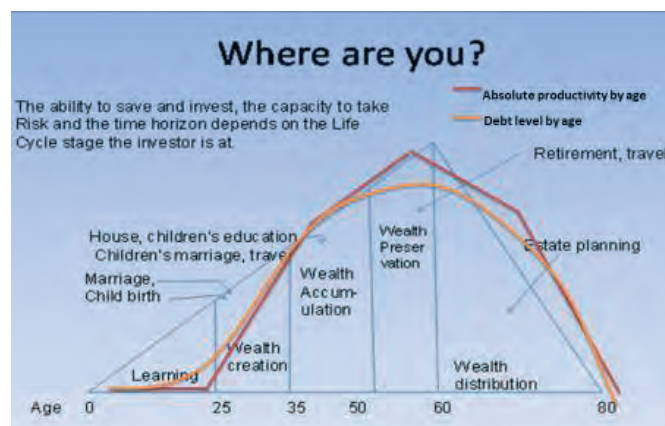 Where are you?
The ability to save and invest, the capacity to take
Risk and the time horizon depends on the Life
Cycle stage the investor is at.
Absolute productivity by age
Debt level by age
Retirement, travel
House, children's education
Children's marriage, trave
Marriage,
Child birth
Estate planning
Wealth
Preser
vation
Wealth
Accum-
ulation
Wealth
creation
Learning
Wealth
distribution
Age 0 25 35 50 60 80